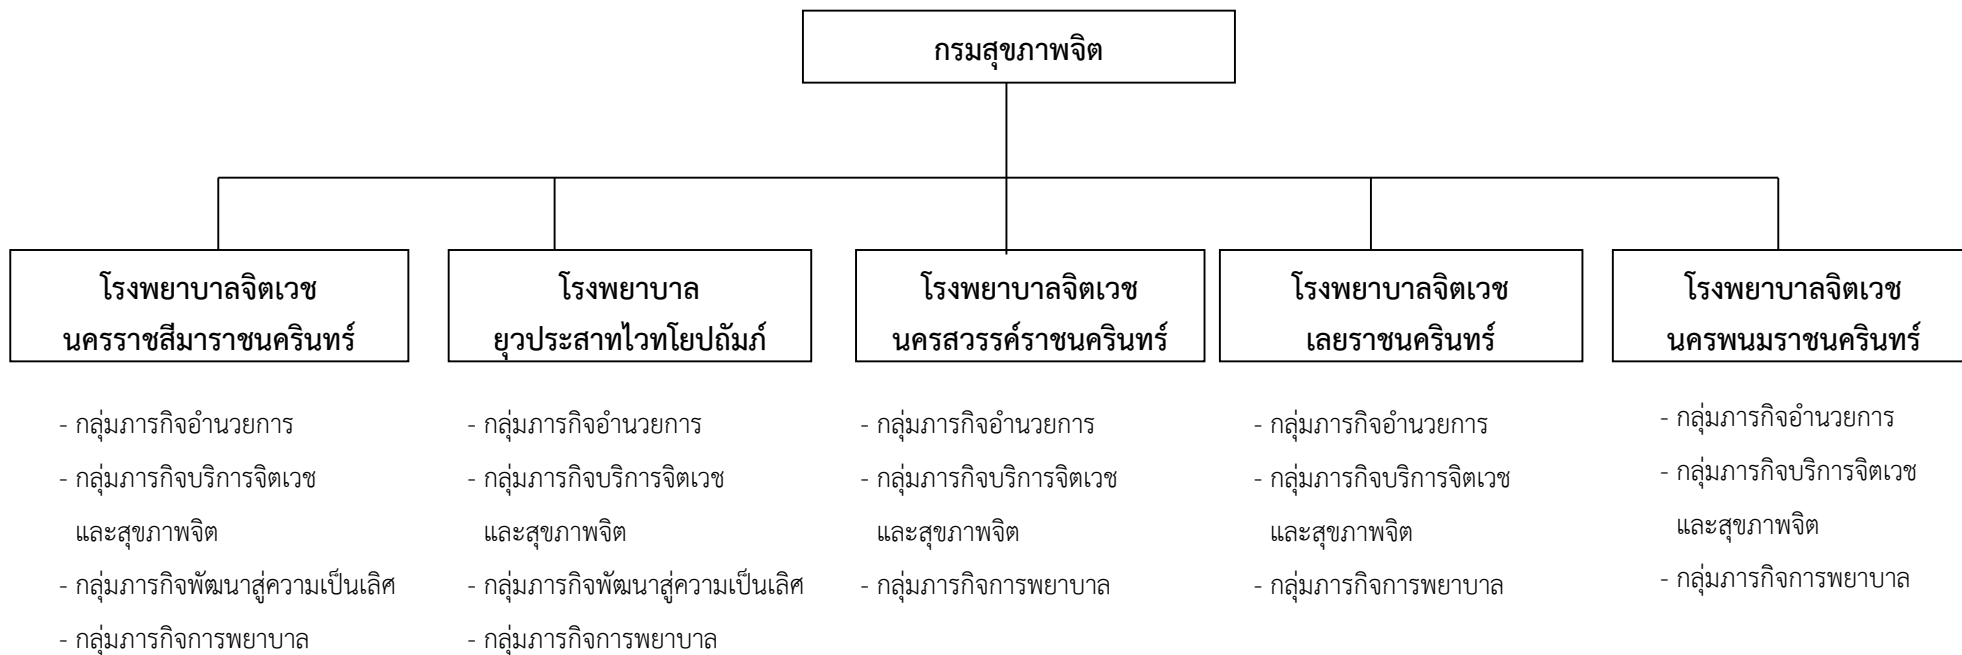 กรมสุขภาพจิต
โรงพยาบาลจิตเวช
นครราชสีมาราชนครินทร์
โรงพยาบาล
ยุวประสาทไวทโยปถัมภ์
โรงพยาบาลจิตเวช
นครสวรรค์ราชนครินทร์
โรงพยาบาลจิตเวช
เลยราชนครินทร์
โรงพยาบาลจิตเวช
นครพนมราชนครินทร์
- กลุ่มภารกิจอำนวยการ
- กลุ่มภารกิจบริการจิตเวช
และสุขภาพจิต
- กลุ่มภารกิจพัฒนาสู่ความเป็นเลิศ
- กลุ่มภารกิจการพยาบาล
- กลุ่มภารกิจอำนวยการ
- กลุ่มภารกิจบริการจิตเวช
และสุขภาพจิต
- กลุ่มภารกิจพัฒนาสู่ความเป็นเลิศ
- กลุ่มภารกิจการพยาบาล
- กลุ่มภารกิจอำนวยการ
- กลุ่มภารกิจบริการจิตเวช
และสุขภาพจิต
- กลุ่มภารกิจการพยาบาล
- กลุ่มภารกิจอำนวยการ
- กลุ่มภารกิจบริการจิตเวช
และสุขภาพจิต
- กลุ่มภารกิจการพยาบาล
- กลุ่มภารกิจอำนวยการ
- กลุ่มภารกิจบริการจิตเวช
และสุขภาพจิต
- กลุ่มภารกิจการพยาบาล